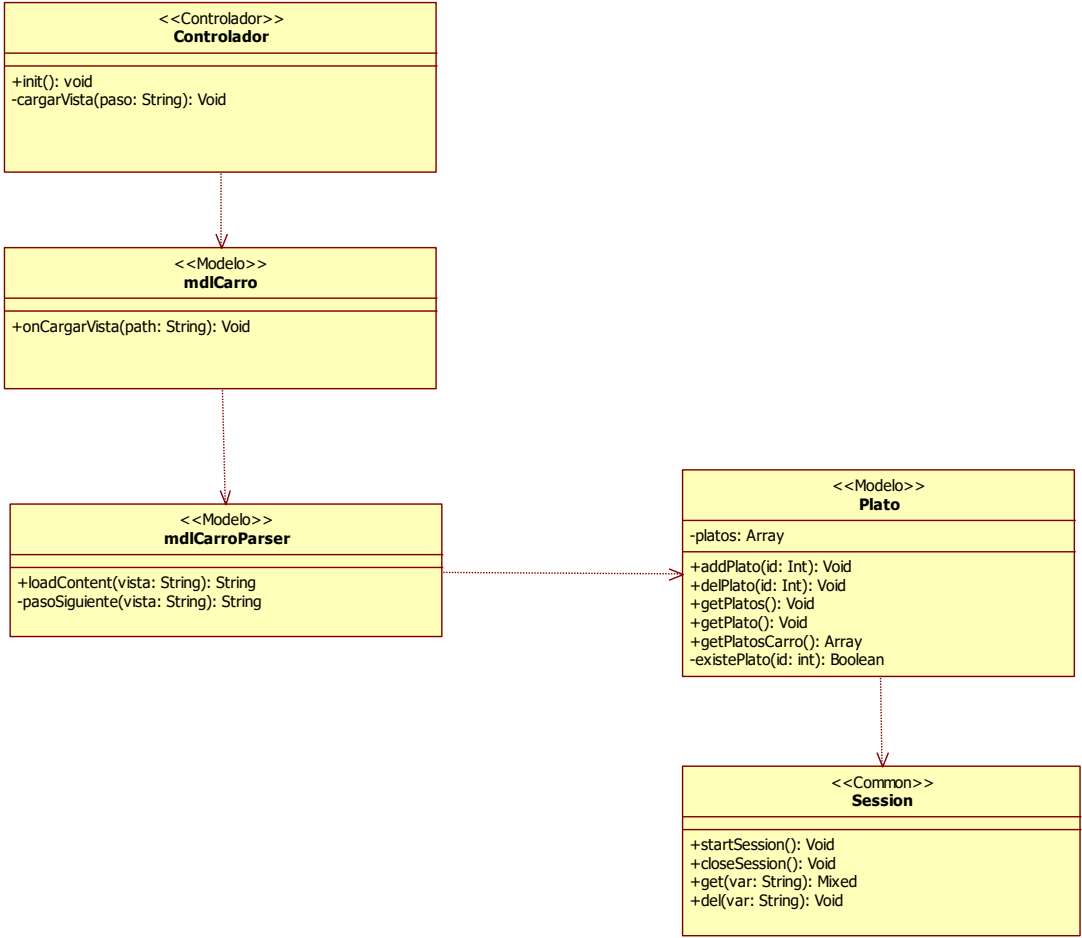 <<Controlador>>
Controlador
+init(): void
-cargarVista(paso: String): Void
<<Modelo>>
mdlCarro
+onCargarVista(path: String): Void
<<Modelo>>
mdlCarroParser
+loadContent(vista: String): String
-pasoSiguiente(vista: String): String
<<Modelo>>
Plato
-platos: Array
+addPlato(id: Int): Void
+delPlato(id: Int): Void
+getPlatos(): Void
+getPlato(): Void
+getPlatosCarro(): Array
-existePlato(id: int): Boolean
<<Common>>
Session
+startSession(): Void
+closeSession(): Void
+get(var: String): Mixed
+del(var: String): Void